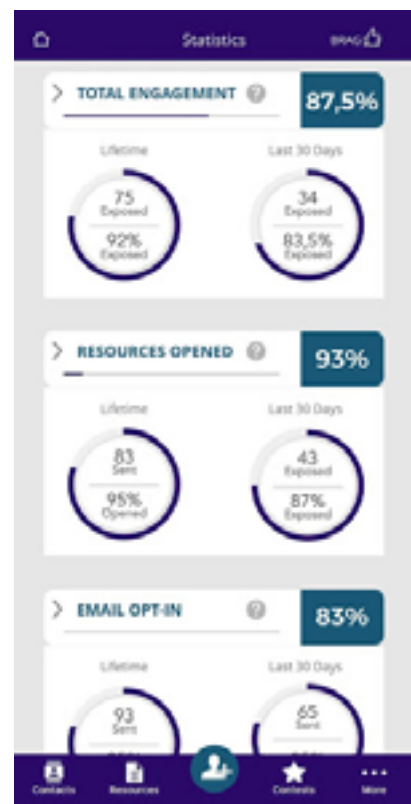 Statistics
BRAG
TOTAL ENGAGEMENT ?
87,5%
Lifetime
Last 30 Days
75
Exposed
92%
Exposed
34
Exposed
83,5%
Exposed
RESOURCES OPENED ?
93%
Lifetime
Last 30 Days
83
Sent
95%
Opened
43
Exposed
87%
Exposed
EMAIL OPT-IN ?
83%
Lifetime
Last 30 Days
93
Sent
65
Sent
Contacts
Resources
Contests
More